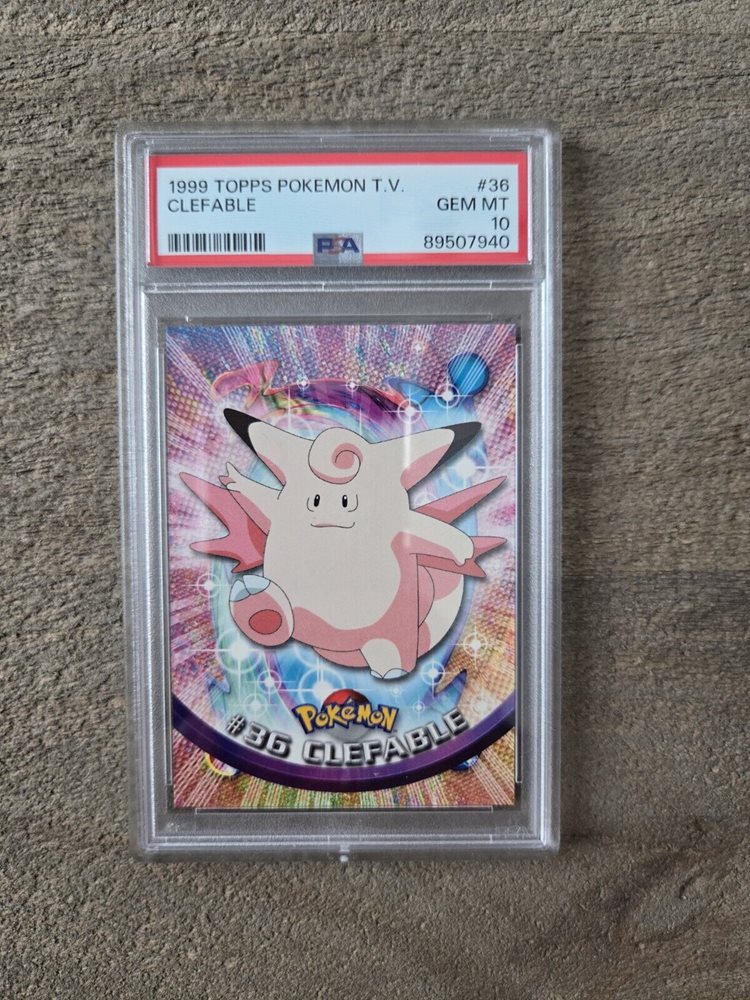 1999 TOPPS POKEMON T.V. #36
CLEFABLE GEM MT
10
PSA 89507940
POKéMON
#36 CLEFABLE